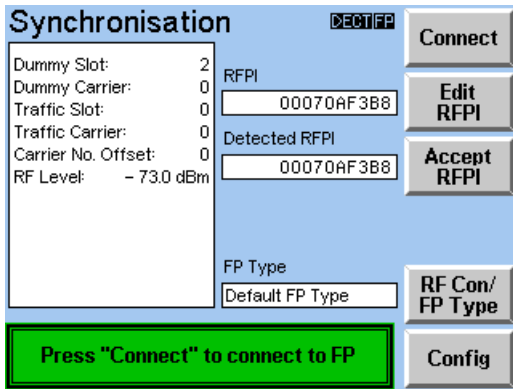 Synchronisation
DECT FP
Dummy Slot: 2
Dummy Carrier: 0
Traffic Slot: 0
Traffic Carrier: 0
Carrier No. Offset: 0
RF Level: - 73.0 dBm
RFPI
00070AF3B8
Detected RFPI
00070AF3B8
FP Type
Default FP Type
Press "Connect" to connect to FP
Connect
Edit
RFPI
Accept
RFPI
RF Con/
FP Type
Config